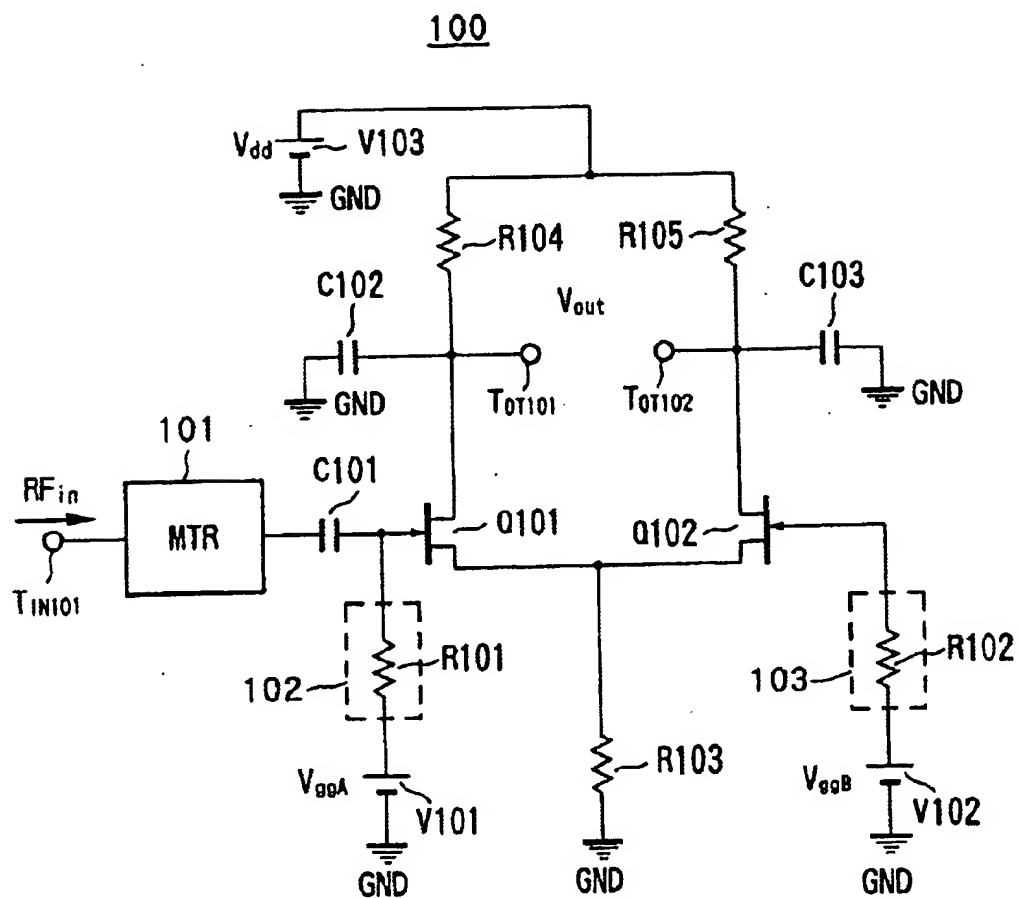 100
Vdd
V103
GND
R104
R105
C102
C103
Vout
GND
TOT101
TOT102
GND
101
C101
RFin
MTR
Q101
Q102
TIN101
R101
R102
102
103
R103
VggA
V101
VggB
V102
GND
GND
GND